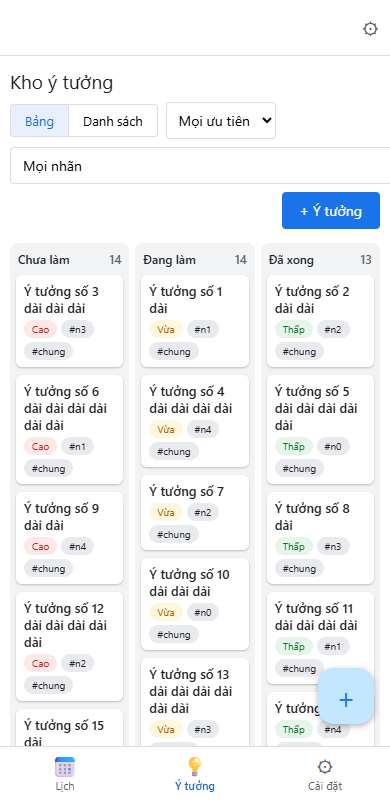 Kho ý tưởng
Bảng Danh sách Mọi ưu tiên
Mọi nhãn
+ Ý tưởng
Chưa làm 14
Ý tưởng số 3
dài dài dài
Cao #n3
#chung
Ý tưởng số 6
dài dài dài dài
dài dài
Cao #n1
#chung
Ý tưởng số 9
dài dài
Cao #n4
#chung
Ý tưởng số 12
dài dài dài dài
dài
Cao #n2
#chung
Ý tưởng số 15
dài
Đang làm 14
Ý tưởng số 1
dài
Vừa #n1
#chung
Ý tưởng số 4
dài dài dài dài
Vừa #n4
#chung
Ý tưởng số 7
Vừa #n2
#chung
Ý tưởng số 10
dài dài dài
Vừa #n0
#chung
Ý tưởng số 13
dài dài dài dài
dài dài
Vừa #n3
#chung
Đã xong 13
Ý tưởng số 2
dài dài
Thấp #n2
#chung
Ý tưởng số 5
dài dài dài dài
dài
Thấp #n0
#chung
Ý tưởng số 8
dài
Thấp #n3
#chung
Ý tưởng số 11
dài dài dài dài
Thấp #n1
#chung
Ý tưởng
Thấp #n4
+
Lịch Ý tưởng Cài đặt